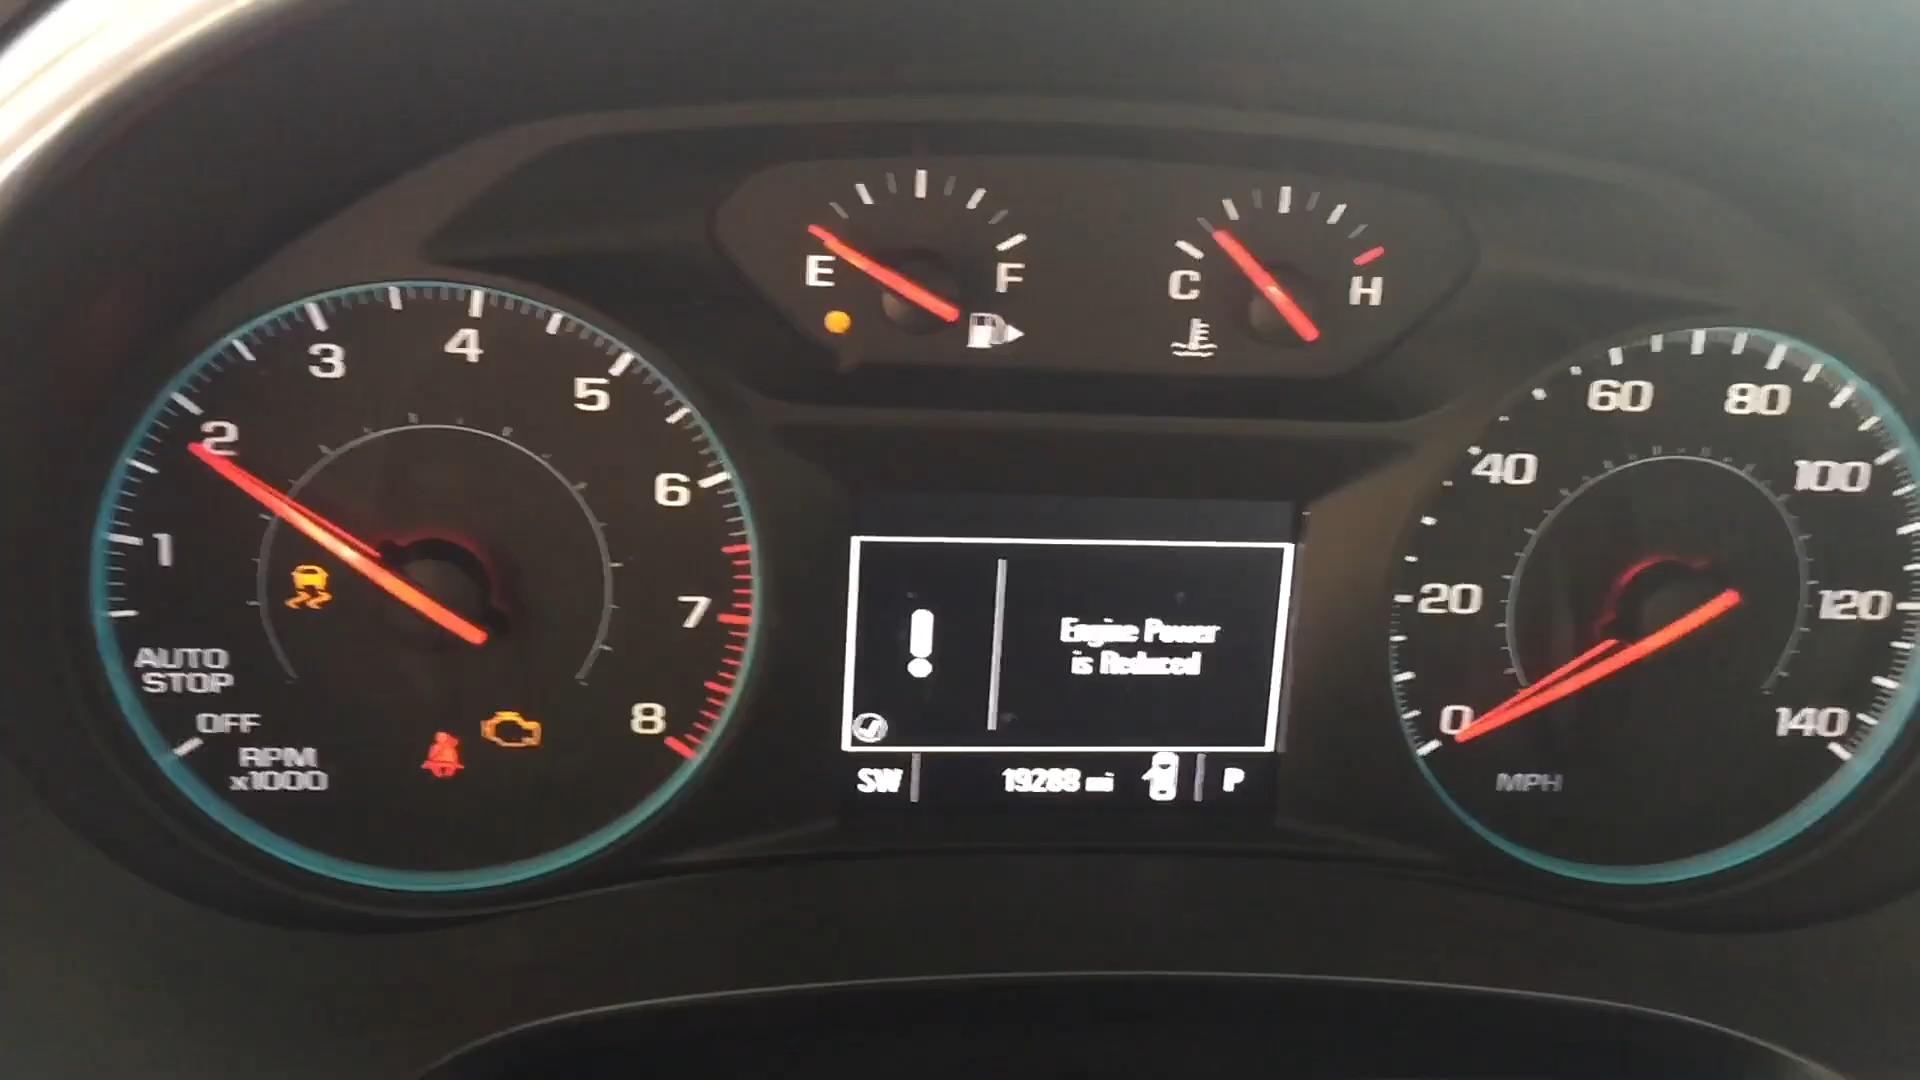 E
F
C
H
1
2
3
4
5
6
7
8
AUTO
STOP
OFF
RPM
x1000
Engine Power
is Reduced
SW
19288 mi
P
0
20
40
60
80
100
120
140
MPH